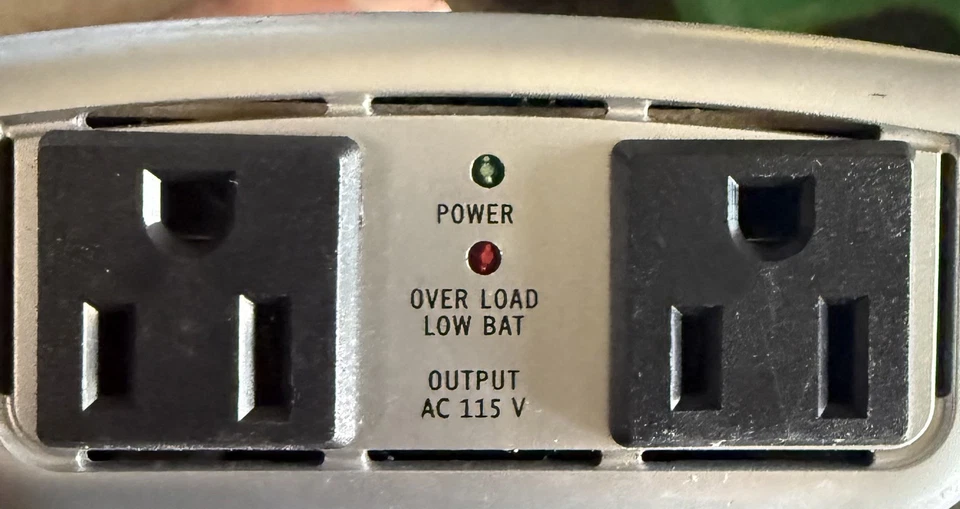 POWER
OVER LOAD
LOW BAT
OUTPUT
AC 115 V